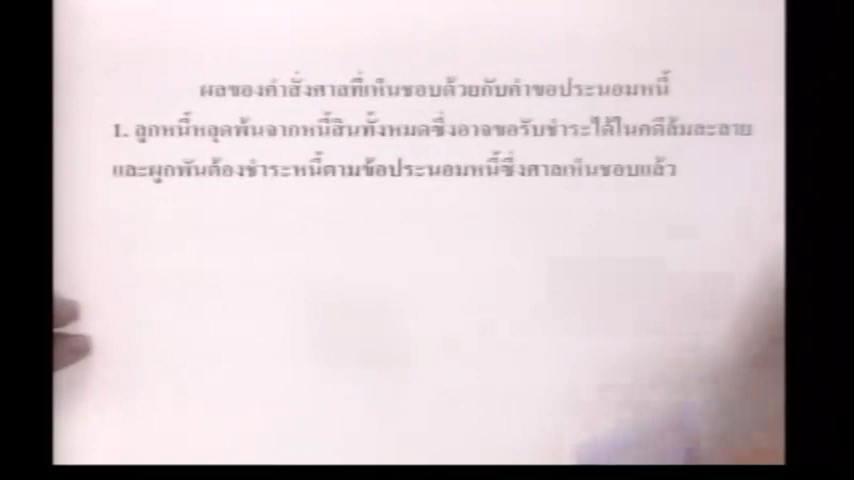 ผลของคำสั่งศาลที่เห็นชอบด้วยกับคำขอประนอมหนี้
1. ลูกหนี้หลุดพ้นจากหนี้สินทั้งหมดซึ่งอาจขอรับชำระได้ในคดีล้มละลาย
และผูกพันต้องชำระหนี้ตามข้อประนอมหนี้ซึ่งศาลเห็นชอบแล้ว